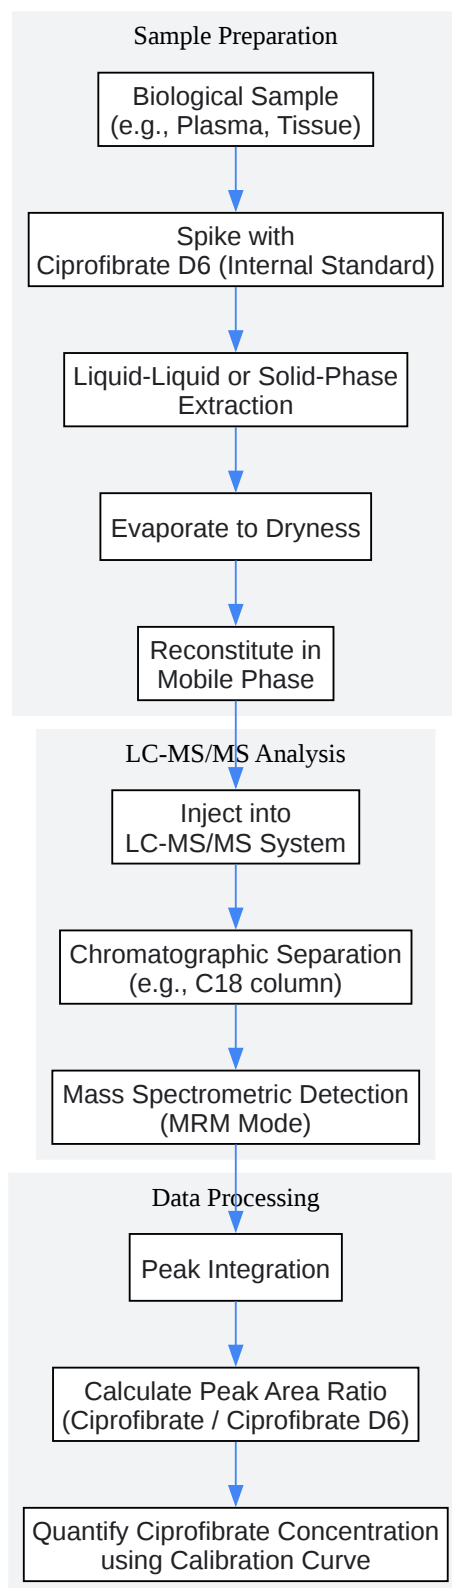 Sample Preparation
Biological Sample
(e.g., Plasma, Tissue)
Spike with
Ciprofibrate D6 (Internal Standard)
Liquid-Liquid or Solid-Phase
Extraction
Evaporate to Dryness
Reconstitute in
Mobile Phase
LC-MS/MS Analysis
Inject into
LC-MS/MS System
Chromatographic Separation
(e.g., C18 column)
Mass Spectrometric Detection
(MRM Mode)
Data Processing
Peak Integration
Calculate Peak Area Ratio
(Ciprofibrate / Ciprofibrate D6)
Quantify Ciprofibrate Concentration
using Calibration Curve